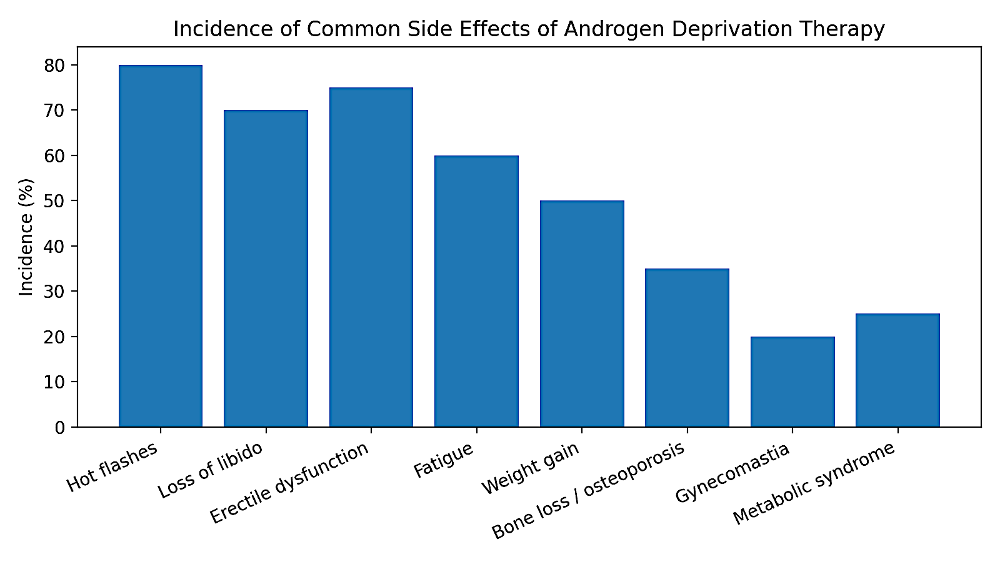 Incidence of Common Side Effects of Androgen Deprivation Therapy
Incidence (%)
80
70
60
50
40
30
20
10
0
Hot flashes
Loss of libido
Erectile dysfunction
Fatigue
Weight gain
Bone loss / osteoporosis
Gynecomastia
Metabolic syndrome